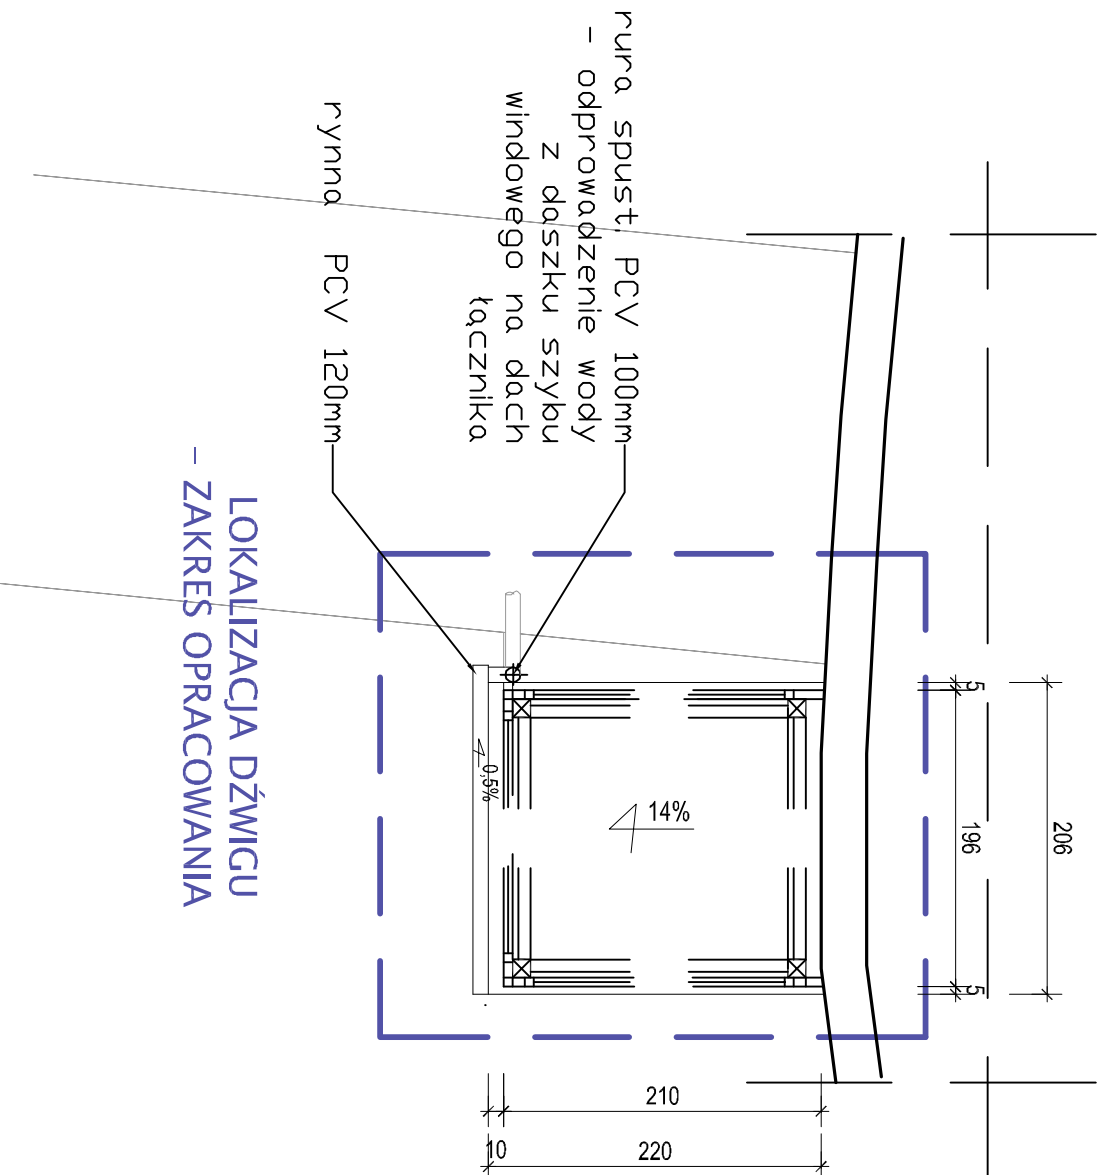 rura spust. PCV 100mm
- odprowadzenie wody
z daszku szybu
windowego na dach
łącznika
rynna PCV 120mm
LOKALIZACJA DŹWIGU
- ZAKRES OPRACOWANIA
0,5%
14%
5
196
5
206
210
10
220